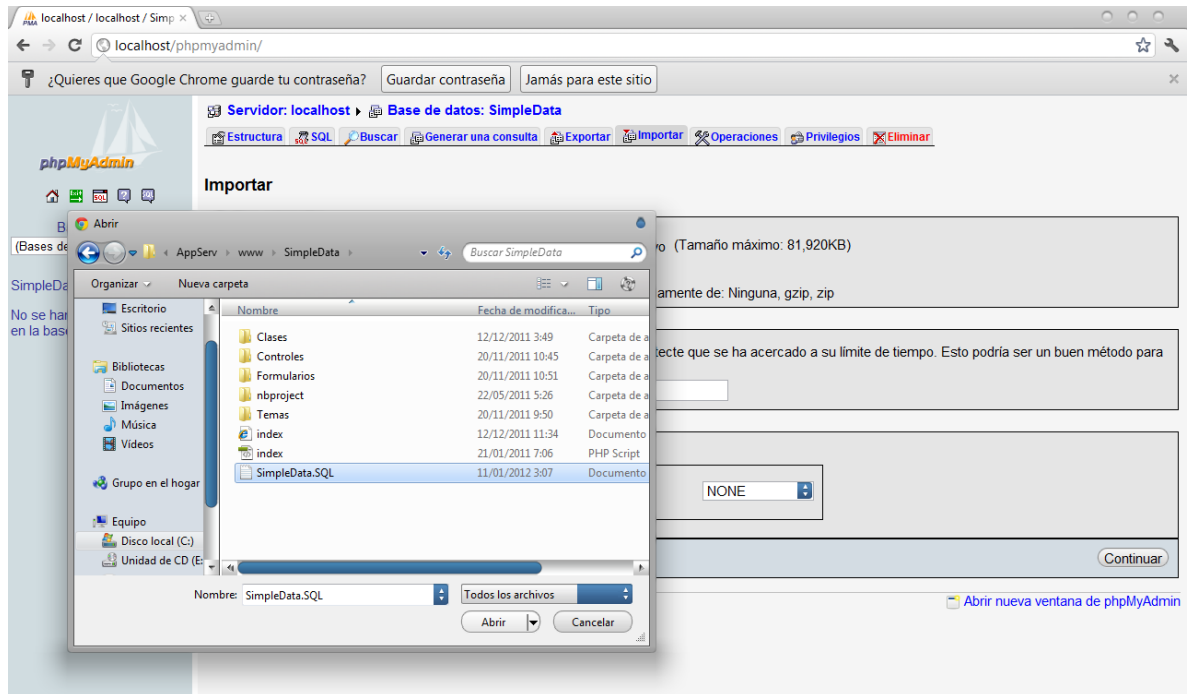 localhost / localhost / Simp
localhost/phpmyadmin/
¿Quieres que Google Chrome guarde tu contraseña? Guardar contraseña Jamás para este sitio
phpMyAdmin
Servidor: localhost Base de datos: SimpleData
Estructura SQL Buscar Generar una consulta Exportar Importar Operaciones Privilegios Eliminar
Importar
(Bases de
SimpleDa
No se har
en la base
(Tamaño máximo: 81,920KB)
amente de: Ninguna, gzip, zip
tecte que se ha acercado a su límite de tiempo. Esto podría ser un buen método para
NONE
Continuar
Abrir nueva ventana de phpMyAdmin
Abrir
AppServ www SimpleData
Buscar SimpleData
Organizar Nueva carpeta
Escritorio
Sitios recientes
Bibliotecas
Documentos
Imágenes
Música
Vídeos
Grupo en el hogar
Equipo
Disco local (C:)
Unidad de CD (E:
Nombre Fecha de modifica... Tipo
Clases 12/12/2011 3:49 Carpeta de a
Controles 20/11/2011 10:45 Carpeta de a
Formularios 20/11/2011 10:51 Carpeta de a
nbproject 22/05/2011 5:26 Carpeta de a
Temas 20/11/2011 9:50 Carpeta de a
index 12/12/2011 11:34 Documento
index 21/01/2011 7:06 PHP Script
SimpleData.SQL 11/01/2012 3:07 Documento
Nombre: SimpleData.SQL Todos los archivos
Abrir Cancelar